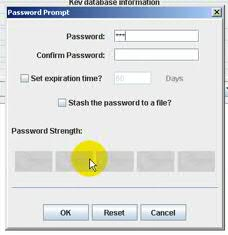 Key database information
Password Prompt
Password: ***
Confirm Password:
Set expiration time? 60 Days
Stash the password to a file?
Password Strength:
OK Reset Cancel